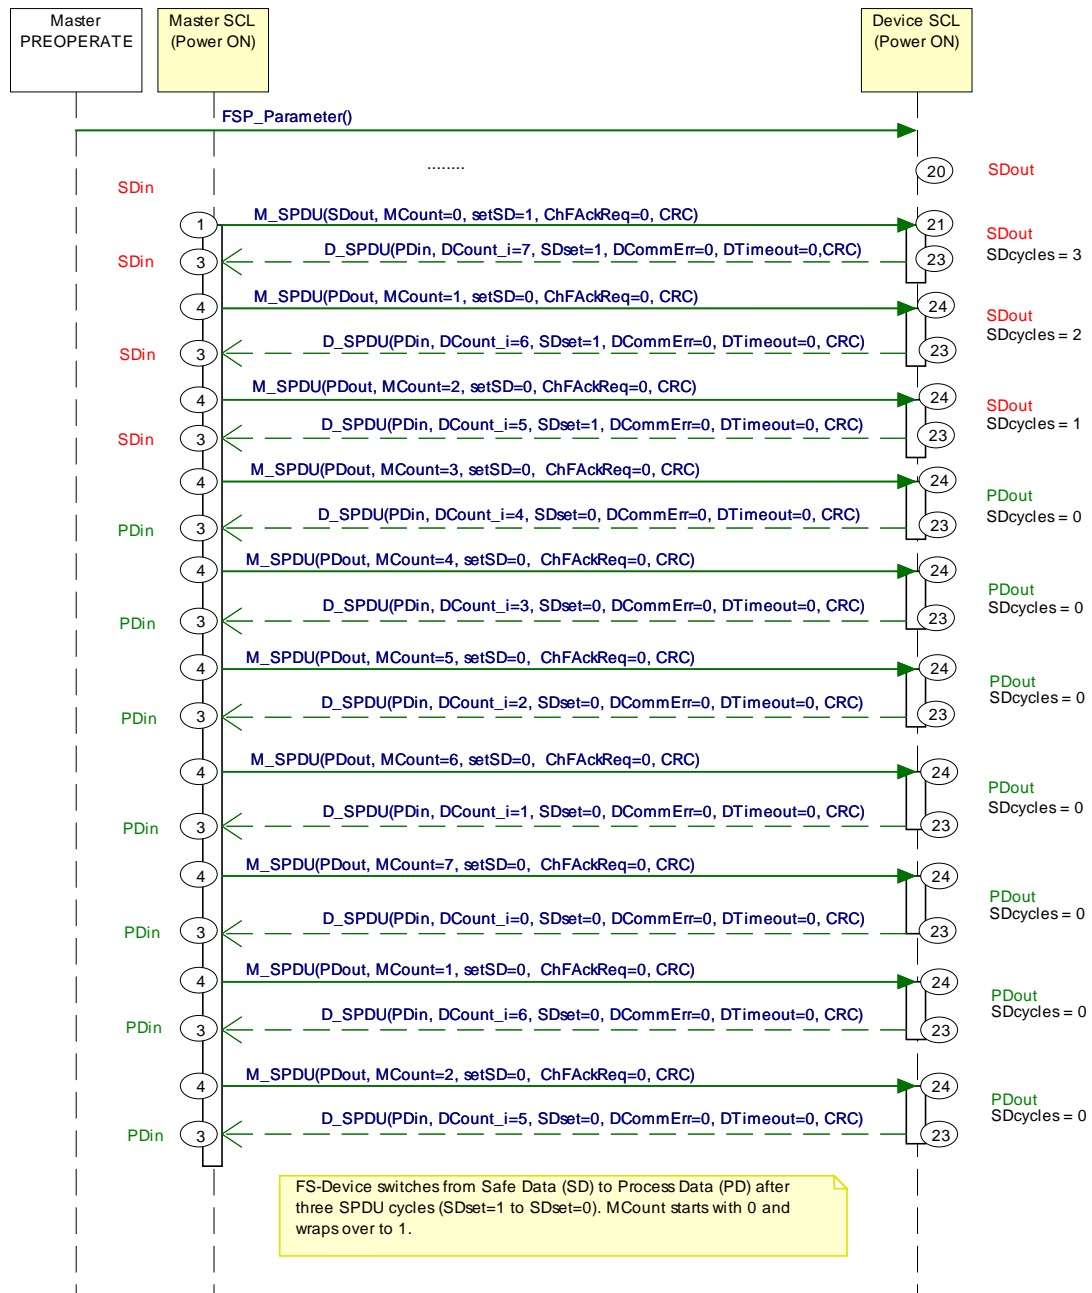 Master
PREOPERATE
Master SCL
(Power ON)
Device SCL
(Power ON)
FSP_Parameter()
........
20
SDout
SDin
M_SPDU(SDout, MCount=0, setSD=1, ChFAckReq=0, CRC)
1
21
SDout
D_SPDU(PDin, DCount_i=7, SDset=1, DCommErr=0, DTimeout=0,CRC)
SDin
3
23
SDcycles = 3
M_SPDU(PDout, MCount=1, setSD=0, ChFAckReq=0, CRC)
4
24
SDout
SDcycles = 2
D_SPDU(PDin, DCount_i=6, SDset=1, DCommErr=0, DTimeout=0, CRC)
SDin
3
23
M_SPDU(PDout, MCount=2, setSD=0, ChFAckReq=0, CRC)
4
24
SDout
SDcycles = 1
D_SPDU(PDin, DCount_i=5, SDset=1, DCommErr=0, DTimeout=0, CRC)
SDin
3
23
M_SPDU(PDout, MCount=3, setSD=0, ChFAckReq=0, CRC)
4
24
PDout
SDcycles = 0
D_SPDU(PDin, DCount_i=4, SDset=0, DCommErr=0, DTimeout=0, CRC)
PDin
3
23
M_SPDU(PDout, MCount=4, setSD=0, ChFAckReq=0, CRC)
4
24
PDout
SDcycles = 0
D_SPDU(PDin, DCount_i=3, SDset=0, DCommErr=0, DTimeout=0, CRC)
PDin
3
23
M_SPDU(PDout, MCount=5, setSD=0, ChFAckReq=0, CRC)
4
24
PDout
SDcycles = 0
D_SPDU(PDin, DCount_i=2, SDset=0, DCommErr=0, DTimeout=0, CRC)
PDin
3
23
M_SPDU(PDout, MCount=6, setSD=0, ChFAckReq=0, CRC)
4
24
PDout
SDcycles = 0
D_SPDU(PDin, DCount_i=1, SDset=0, DCommErr=0, DTimeout=0, CRC)
PDin
3
23
M_SPDU(PDout, MCount=7, setSD=0, ChFAckReq=0, CRC)
4
24
PDout
SDcycles = 0
D_SPDU(PDin, DCount_i=0, SDset=0, DCommErr=0, DTimeout=0, CRC)
PDin
3
23
M_SPDU(PDout, MCount=1, setSD=0, ChFAckReq=0, CRC)
4
24
PDout
SDcycles = 0
D_SPDU(PDin, DCount_i=6, SDset=0, DCommErr=0, DTimeout=0, CRC)
PDin
3
23
M_SPDU(PDout, MCount=2, setSD=0, ChFAckReq=0, CRC)
4
24
PDout
SDcycles = 0
D_SPDU(PDin, DCount_i=5, SDset=0, DCommErr=0, DTimeout=0, CRC)
PDin
3
23
FS-Device switches from Safe Data (SD) to Process Data (PD) after
three SPDU cycles (SDset=1 to SDset=0). MCount starts with 0 and
wraps over to 1.